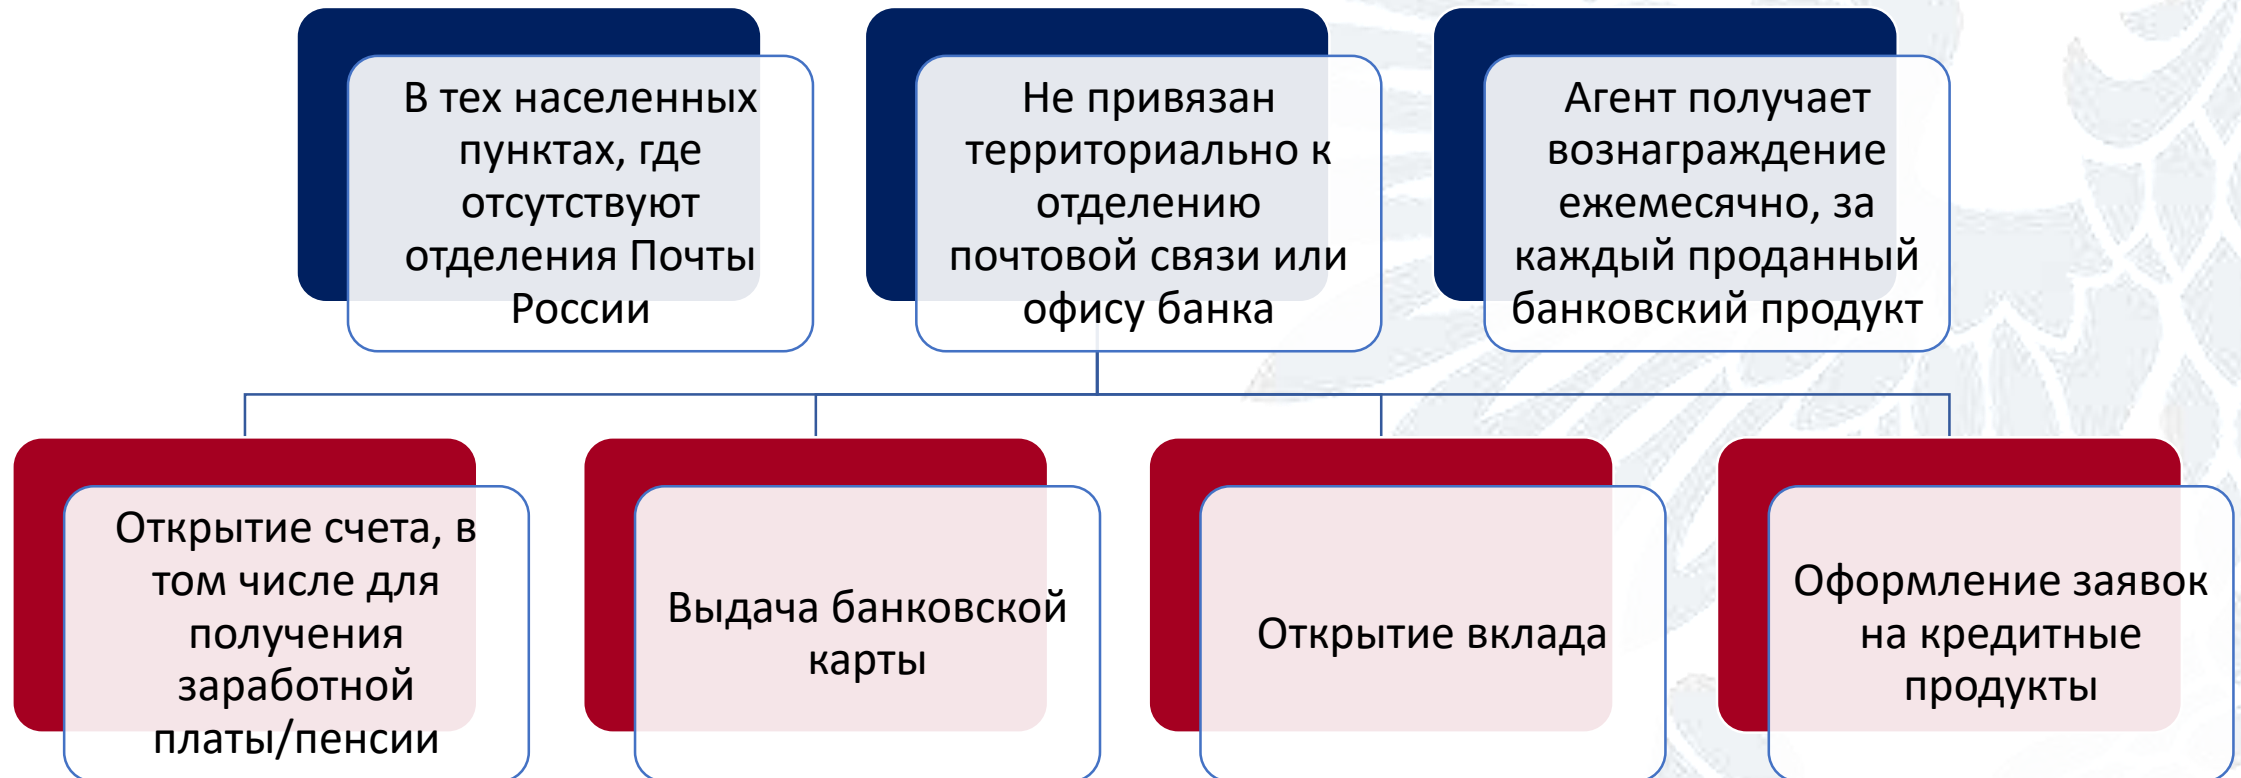 В тех населенных
пунктах, где
отсутствуют
отделения Почты
России
Не привязан
территориально к
отделению
почтовой связи или
офису банка
Агент получает
вознаграждение
ежемесячно, за
каждый проданный
банковский продукт
Открытие счета, в
том числе для
получения
заработной
платы/пенсии
Выдача банковской
карты
Открытие вклада
Оформление заявок
на кредитные
продукты